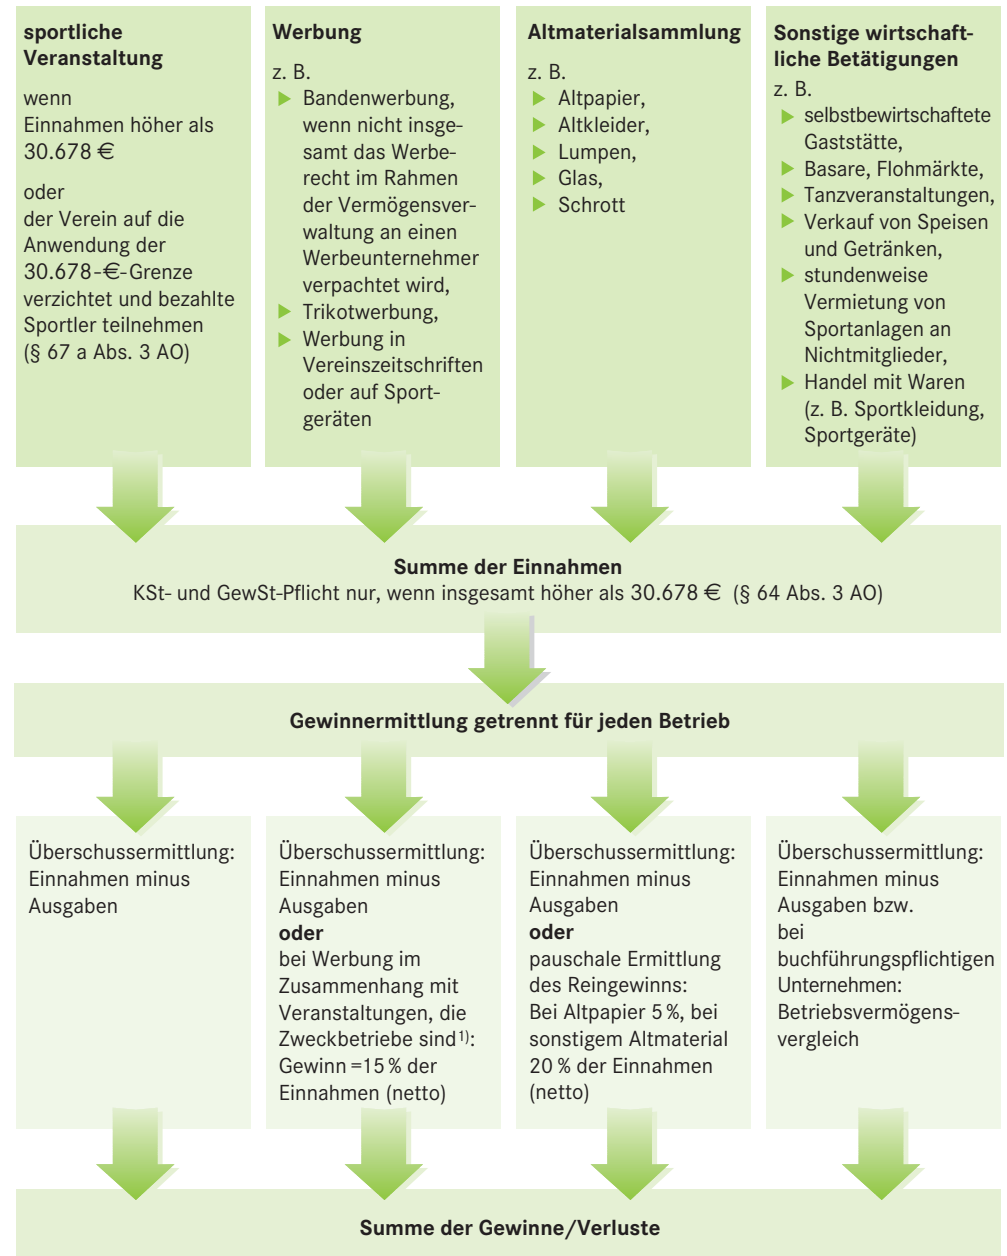 sportliche
Veranstaltung
wenn
Einnahmen höher als
30.678 €
oder
der Verein auf die
Anwendung der
30.678-€-Grenze
verzichtet und bezahlte
Sportler teilnehmen
(§ 67 a Abs. 3 AO)
Werbung
z. B.
▶ Bandenwerbung,
wenn nicht insge-
samt das Werbe-
recht im Rahmen
der Vermögensver-
waltung an einen
Werbeunternehmer
verpachtet wird,
▶ Trikotwerbung,
▶ Werbung in
Vereinszeitschriften
oder auf Sport-
geräten
Altmaterialsammlung
z. B.
▶ Altpapier,
▶ Altkleider,
▶ Lumpen,
▶ Glas,
▶ Schrott
Sonstige wirtschaft-
liche Betätigungen
z. B.
▶ selbstbewirtschaftete
Gaststätte,
▶ Basare, Flohmärkte,
▶ Tanzveranstaltungen,
▶ Verkauf von Speisen
und Getränken,
▶ stundenweise
Vermietung von
Sportanlagen an
Nichtmitglieder,
▶ Handel mit Waren
(z. B. Sportkleidung,
Sportgeräte)
Summe der Einnahmen
KSt- und GewSt-Pflicht nur, wenn insgesamt höher als 30.678 € (§ 64 Abs. 3 AO)
Gewinnermittlung getrennt für jeden Betrieb
Überschussermittlung:
Einnahmen minus
Ausgaben
Überschussermittlung:
Einnahmen minus
Ausgaben
oder
bei Werbung im
Zusammenhang mit
Veranstaltungen, die
Zweckbetriebe sind1):
Gewinn =15 % der
Einnahmen (netto)
Überschussermittlung:
Einnahmen minus
Ausgaben
oder
pauschale Ermittlung
des Reingewinns:
Bei Altpapier 5 %, bei
sonstigem Altmaterial
20 % der Einnahmen
(netto)
Überschussermittlung:
Einnahmen minus
Ausgaben bzw.
bei
buchführungspflichtigen
Unternehmen:
Betriebsvermögens-
vergleich
Summe der Gewinne/Verluste